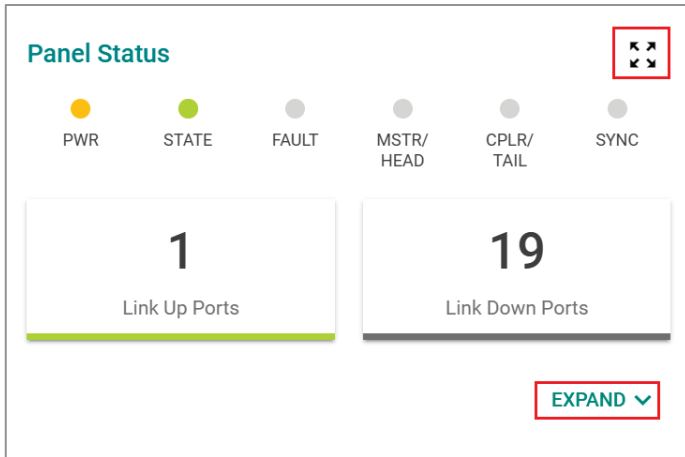 Panel Status
PWR
STATE
FAULT
MSTR/
HEAD
CPLR/
TAIL
SYNC
1
Link Up Ports
19
Link Down Ports
EXPAND